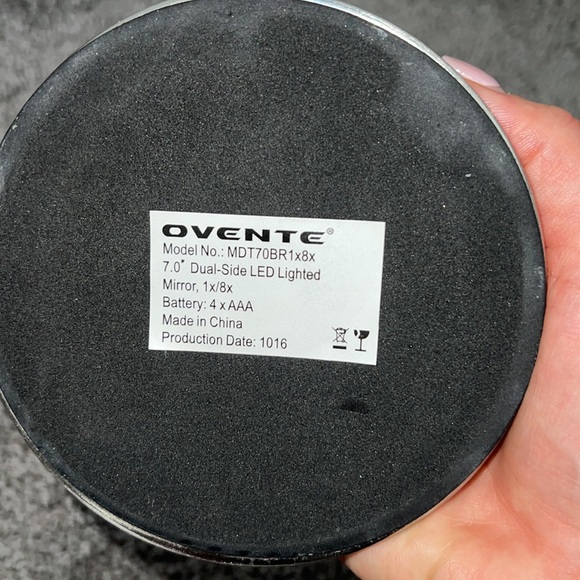 OVENTE®
Model No.: MDT70BR1x8x
7.0" Dual-Side LED Lighted
Mirror, 1x/8x
Battery: 4 x AAA
Made in China
Production Date: 1016